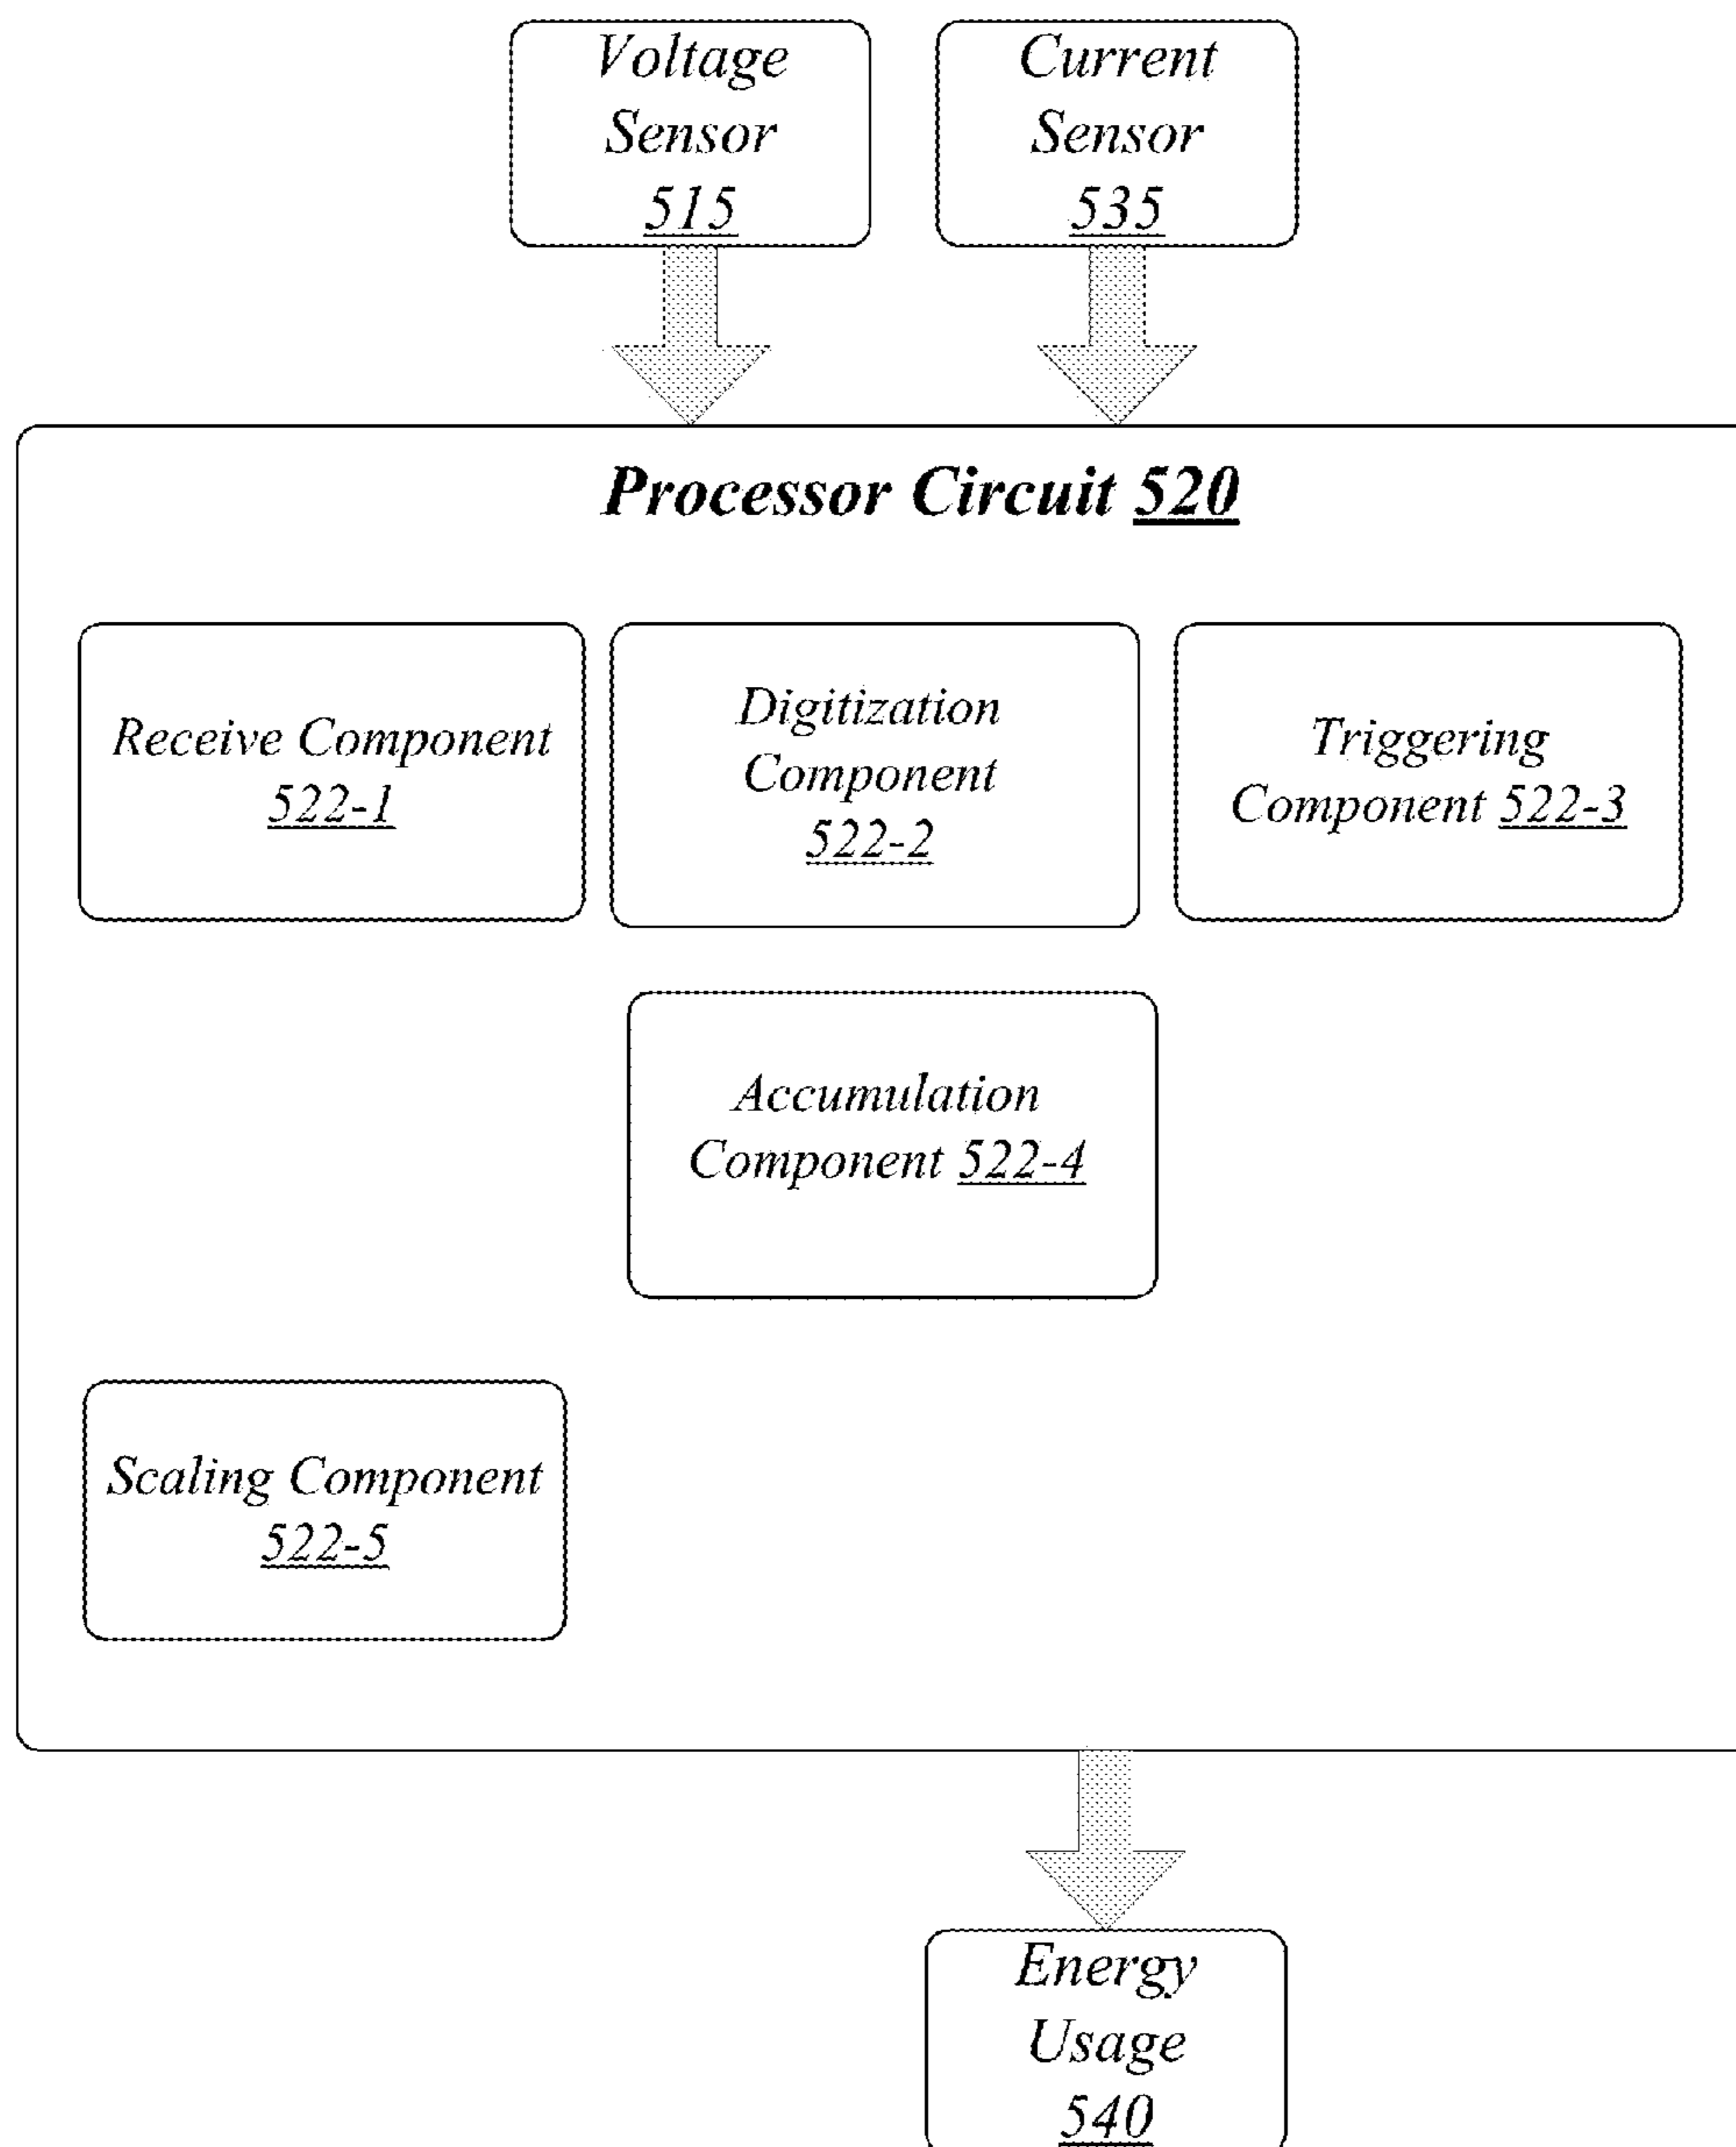 Voltage
Sensor
515
Current
Sensor
535
Processor Circuit 520
Receive Component
522-1
Digitization
Component
522-2
Triggering
Component 522-3
Accumulation
Component 522-4
Scaling Component
522-5
Energy
Usage
540